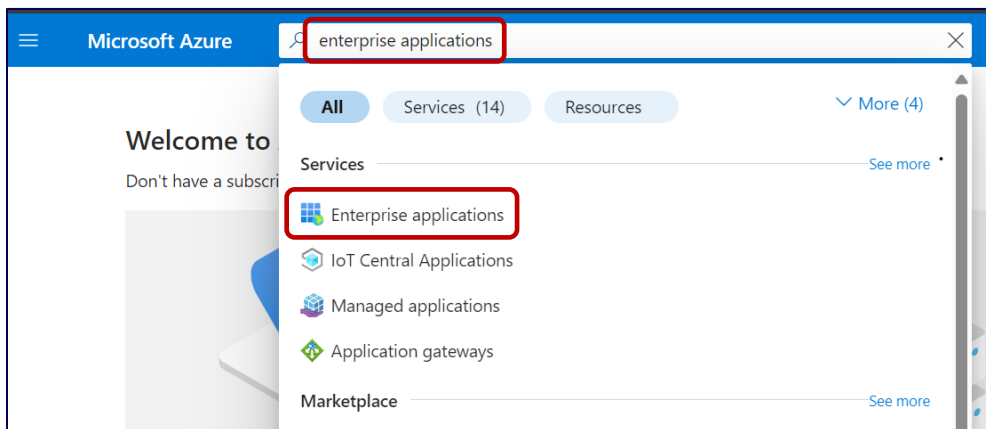 Microsoft Azure
enterprise applications
All
Services (14)
Resources
More (4)
Welcome to
Don't have a subscri
Services
See more
Enterprise applications
IoT Central Applications
Managed applications
Application gateways
Marketplace
See more